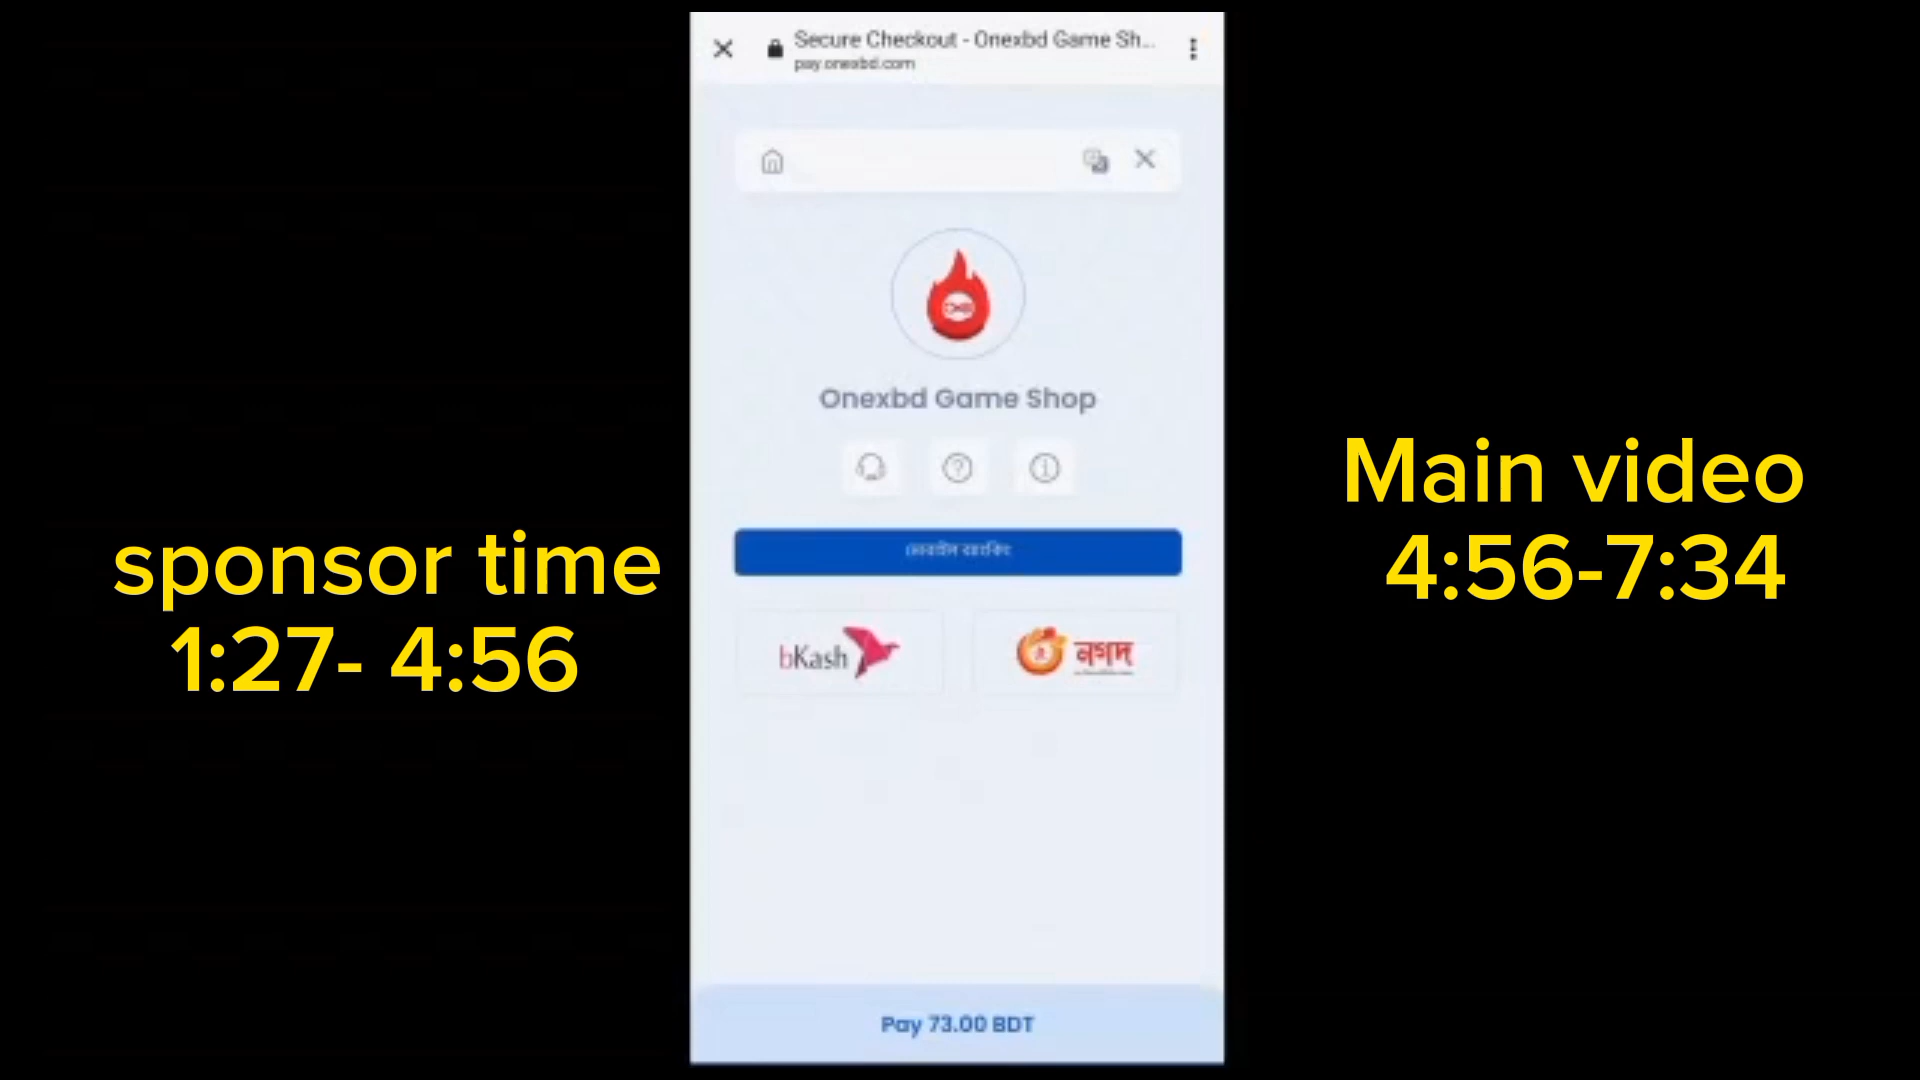 Secure Checkout - Onexbd Game Sh...
pay.onexbd.com
Onexbd Game Shop
মোবাইল ব্যাংকিং
bKash
নগদ
Pay 73.00 BDT
sponsor time
1:27- 4:56
Main video
4:56-7:34